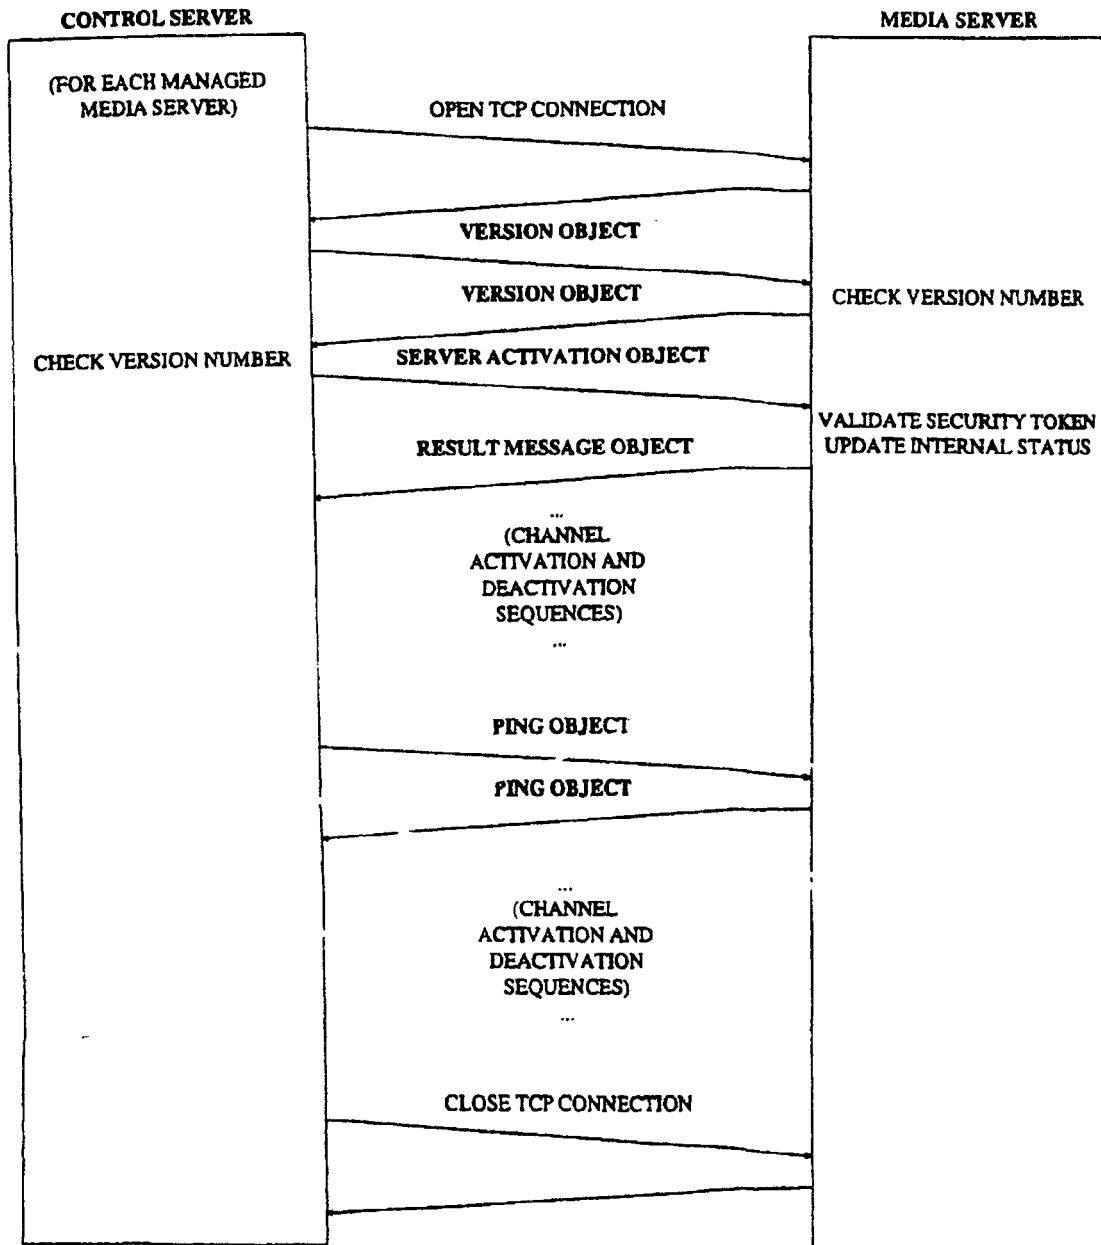 CONTROL SERVER
MEDIA SERVER
(FOR EACH MANAGED
MEDIA SERVER)
OPEN TCP CONNECTION
VERSION OBJECT
VERSION OBJECT
CHECK VERSION NUMBER
CHECK VERSION NUMBER
SERVER ACTIVATION OBJECT
VALIDATE SECURITY TOKEN
UPDATE INTERNAL STATUS
RESULT MESSAGE OBJECT
...
(CHANNEL
ACTIVATION AND
DEACTIVATION
SEQUENCES)
...
PING OBJECT
PING OBJECT
...
(CHANNEL
ACTIVATION AND
DEACTIVATION
SEQUENCES)
...
CLOSE TCP CONNECTION